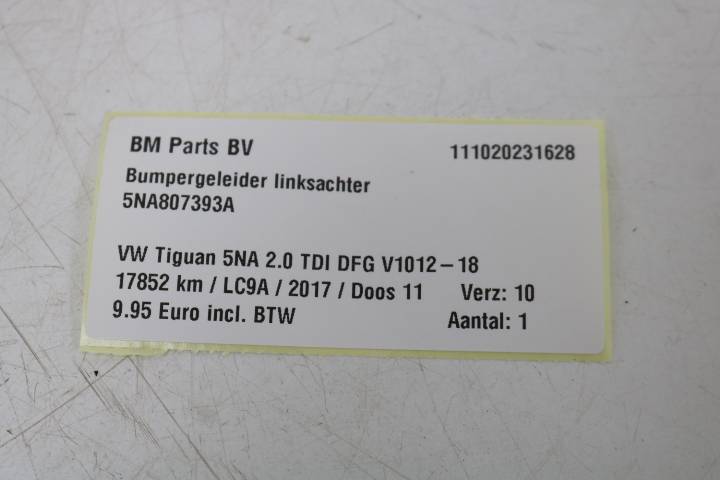 BM Parts BV 111020231628
Bumpergeleider linksachter
5NA807393A
VW Tiguan 5NA 2.0 TDI DFG V1012-18
17852 km / LC9A / 2017 / Doos 11 Verz: 10
9.95 Euro incl. BTW Aantal: 1